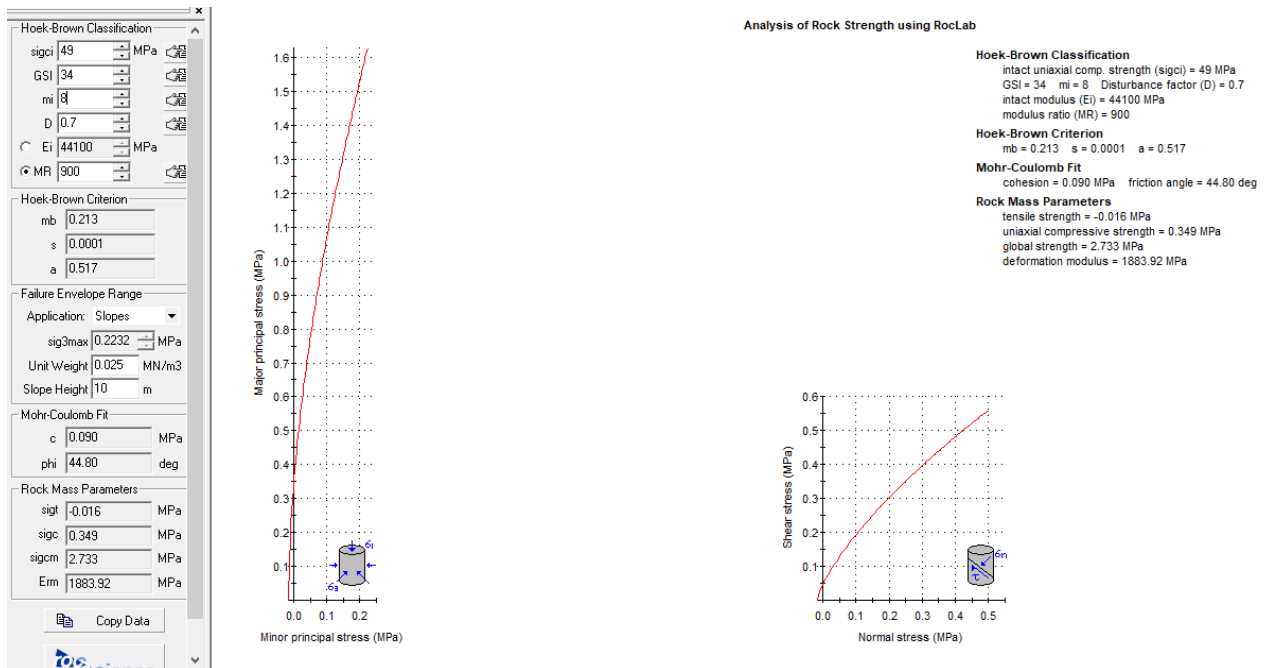 x
Hoek-Brown Classification
sigci 49 MPa
GSI 34
mi 8
D 0.7
Ei 44100 MPa
MR 900
Hoek-Brown Criterion
mb 0.213
s 0.0001
a 0.517
Failure Envelope Range
Application: Slopes
sig3max 0.2232 MPa
Unit Weight 0.025 MN/m3
Slope Height 10 m
Mohr-Coulomb Fit
c 0.090 MPa
phi 44.80 deg
Rock Mass Parameters
sigt -0.016 MPa
sigc 0.349 MPa
sigcm 2.733 MPa
Erm 1883.92 MPa
Copy Data
Major principal stress (MPa)
1.6
1.5
1.4
1.3
1.2
1.1
1.0
0.9
0.8
0.7
0.6
0.5
0.4
0.3
0.2
0.1
σ1
σ3
0.0 0.1 0.2
Minor principal stress (MPa)
Analysis of Rock Strength using RocLab
Hoek-Brown Classification
intact uniaxial comp. strength (sigci) = 49 MPa
GSI = 34 mi = 8 Disturbance factor (D) = 0.7
intact modulus (Ei) = 44100 MPa
modulus ratio (MR) = 900
Hoek-Brown Criterion
mb = 0.213 s = 0.0001 a = 0.517
Mohr-Coulomb Fit
cohesion = 0.090 MPa friction angle = 44.80 deg
Rock Mass Parameters
tensile strength = -0.016 MPa
uniaxial compressive strength = 0.349 MPa
global strength = 2.733 MPa
deformation modulus = 1883.92 MPa
Shear stress (MPa)
0.6
0.5
0.4
0.3
0.2
0.1
σn
τ
0.0 0.1 0.2 0.3 0.4 0.5
Normal stress (MPa)